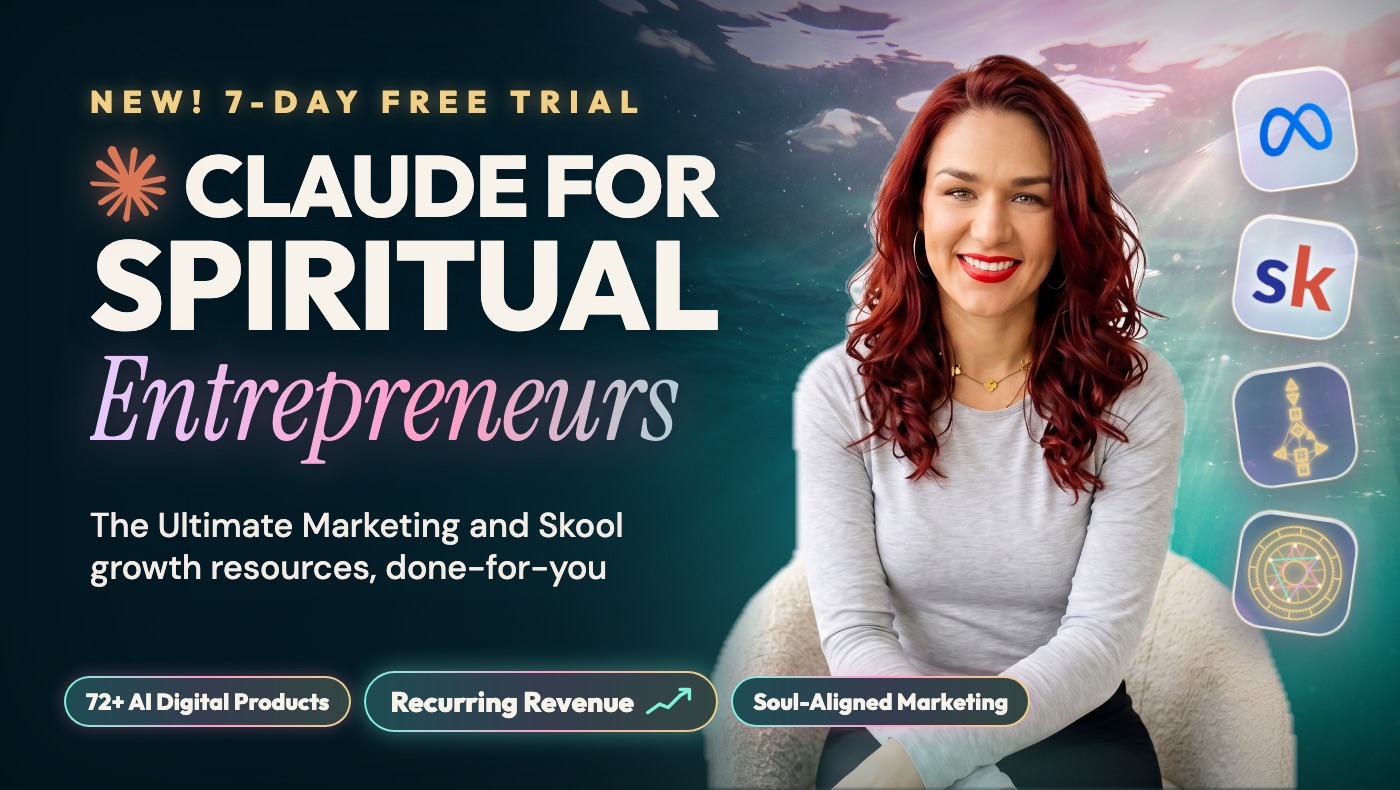 NEW! 7-DAY FREE TRIAL
CLAUDE FOR
SPIRITUAL
Entrepreneurs
The Ultimate Marketing and Skool
growth resources, done-for-you
72+ AI Digital Products
Recurring Revenue
Soul-Aligned Marketing
sk